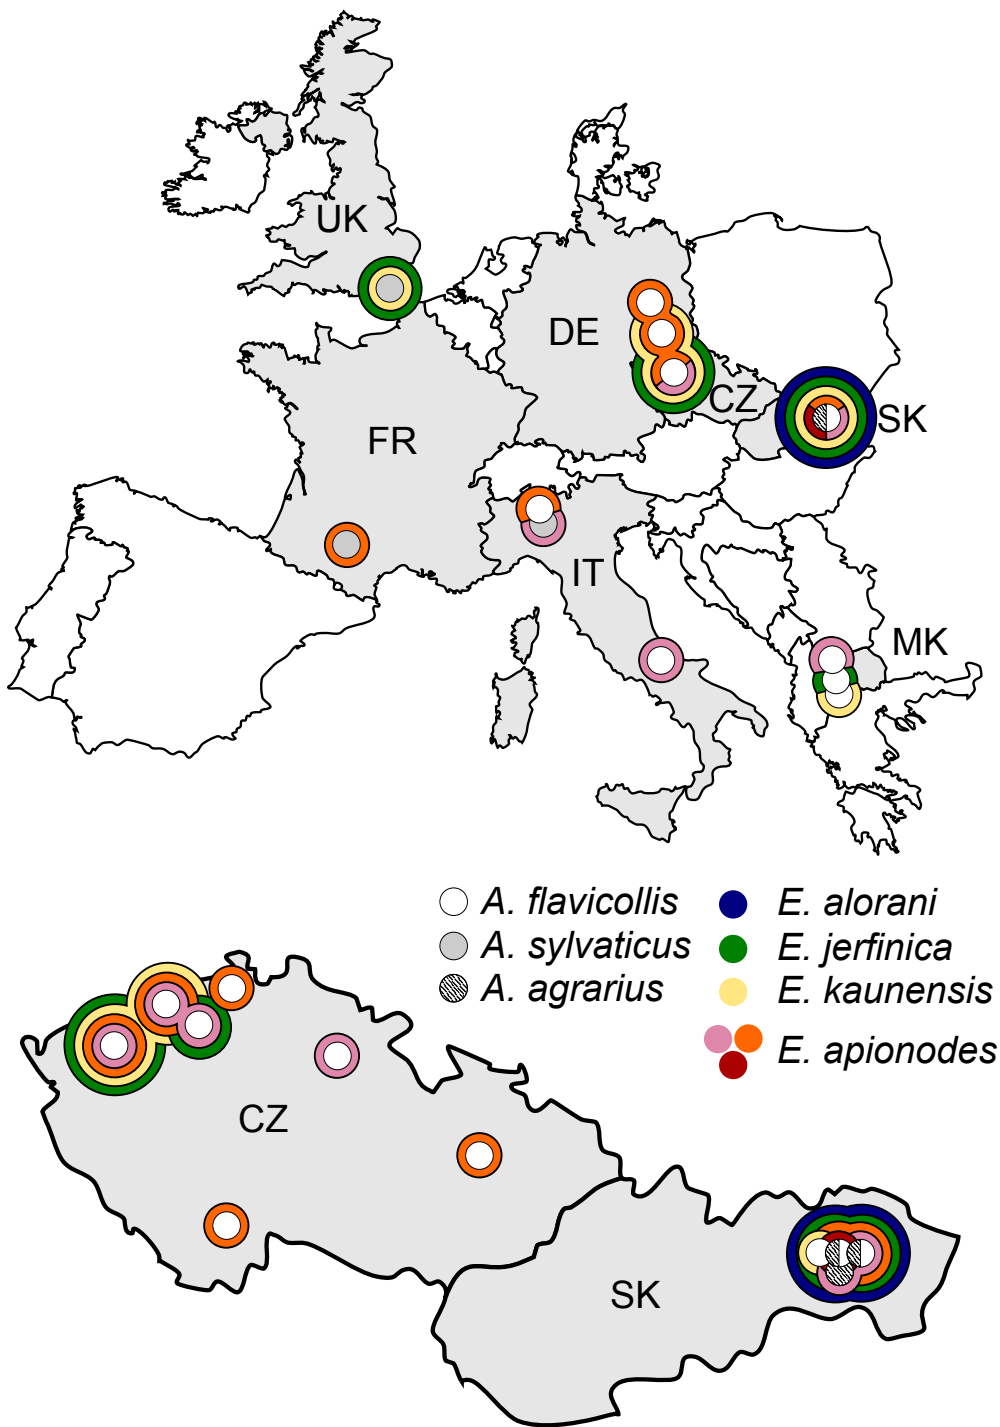 UK
DE
CZ
SK
FR
IT
MK
A. flavicollis
A. sylvaticus
A. agrarius
E. alorani
E. jerfinica
E. kaunensis
E. apionodes
CZ
SK